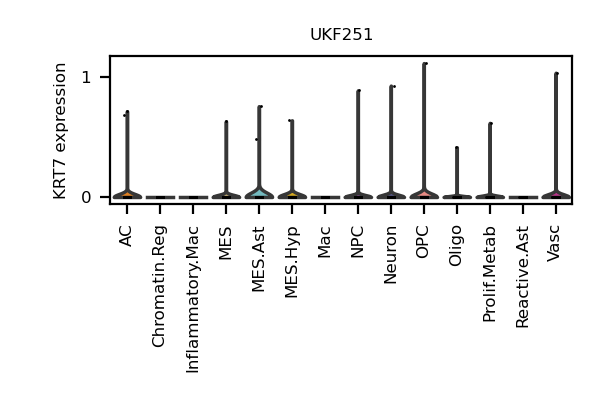 UKF251
KRT7 expression
1
0
AC
Chromatin.Reg
Inflammatory.Mac
MES
MES.Ast
MES.Hyp
Mac
NPC
Neuron
OPC
Oligo
Prolif.Metab
Reactive.Ast
Vasc